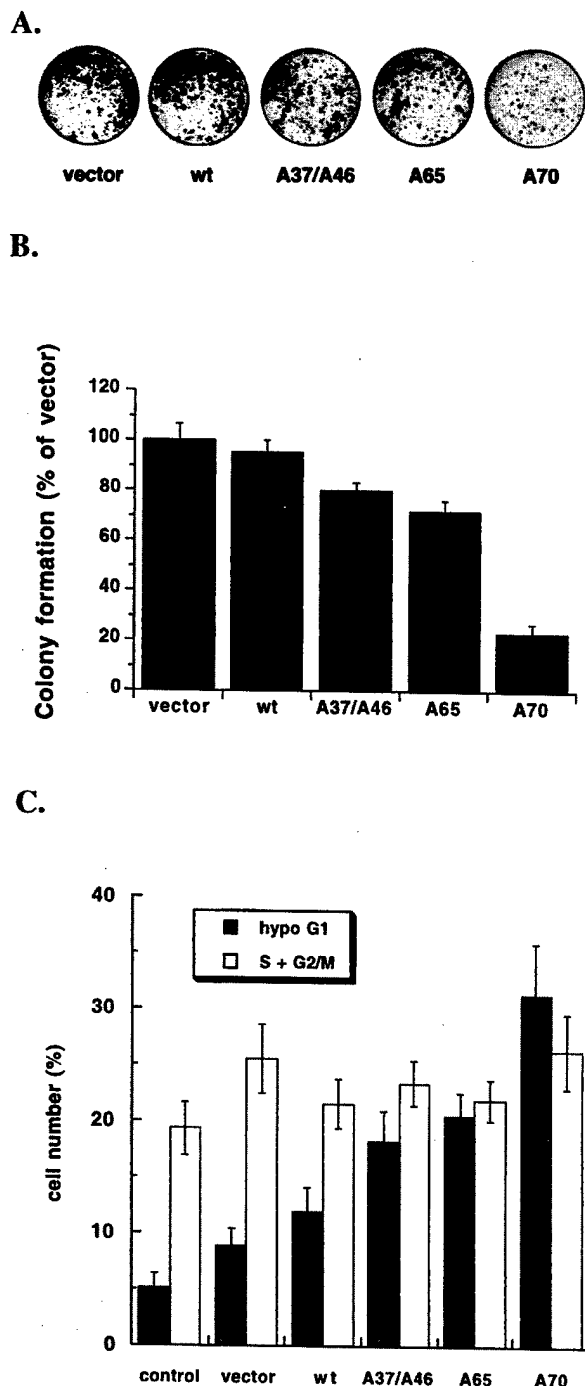 A.
vector wt A37/A46 A65 A70
B.
Colony formation (% of vector)
120
100
80
60
40
20
0
vector wt A37/A46 A65 A70
C.
cell number (%)
40
30
20
10
0
hypo G1
S + G2/M
control vector wt A37/A46 A65 A70